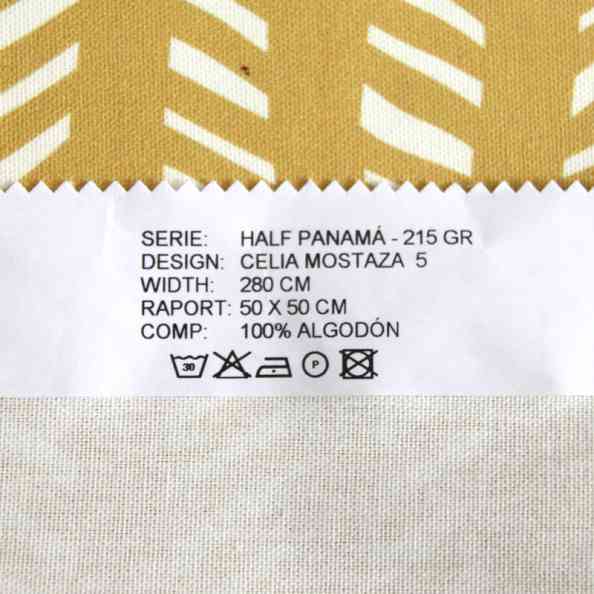 SERIE: HALF PANAMÁ - 215 GR
DESIGN: CELIA MOSTAZA 5
WIDTH: 280 CM
RAPORT: 50 X 50 CM
COMP: 100% ALGODÓN
30 P